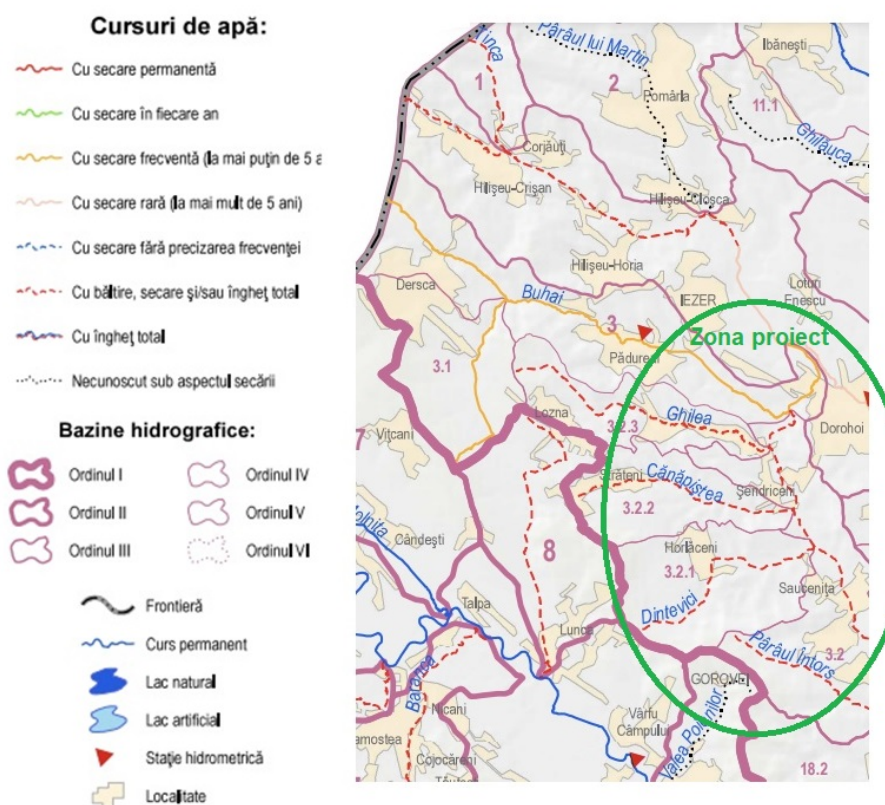 Cursuri de apă:
Cu secare permanentă
Cu secare în fiecare an
Cu secare frecventă (la mai puțin de 5 a
Cu secare rară (la mai mult de 5 ani)
Cu secare fără precizarea frecvenței
Cu băltire, secare și/sau îngheț total
Cu îngheț total
Necunoscut sub aspectul secării
Bazine hidrografice:
Ordinul I
Ordinul IV
Ordinul II
Ordinul V
Ordinul III
Ordinul VI
Frontieră
Curs permanent
Lac natural
Lac artificial
Stație hidrometrică
Localitate
Pârâul lui Martin
Ibănești
1
2
Pomârla
11.1
Ghilăuca
Corjăuți
Hilișeu-Crișan
Hilișeu-Cloșca
Hilișeu-Horia
Dersca
Buhai
IEZER
Loturi
Enescu
3
Zona proiect
3.1
Pădureni
Lozna
Ghilea
Dorohoi
3.2.3
Vițcani
7
Străteni
Cănăpiștea
Șendriceni
3.2.2
Cândești
8
Horlăceni
3.2.1
Saucenița
Talpa
Dintevici
Lunca
Pârâul Întors
3.2
GOROVEI
Nicani
Vârfu
Câmpului
Valea Poienilor
Cojocăreni
18.2